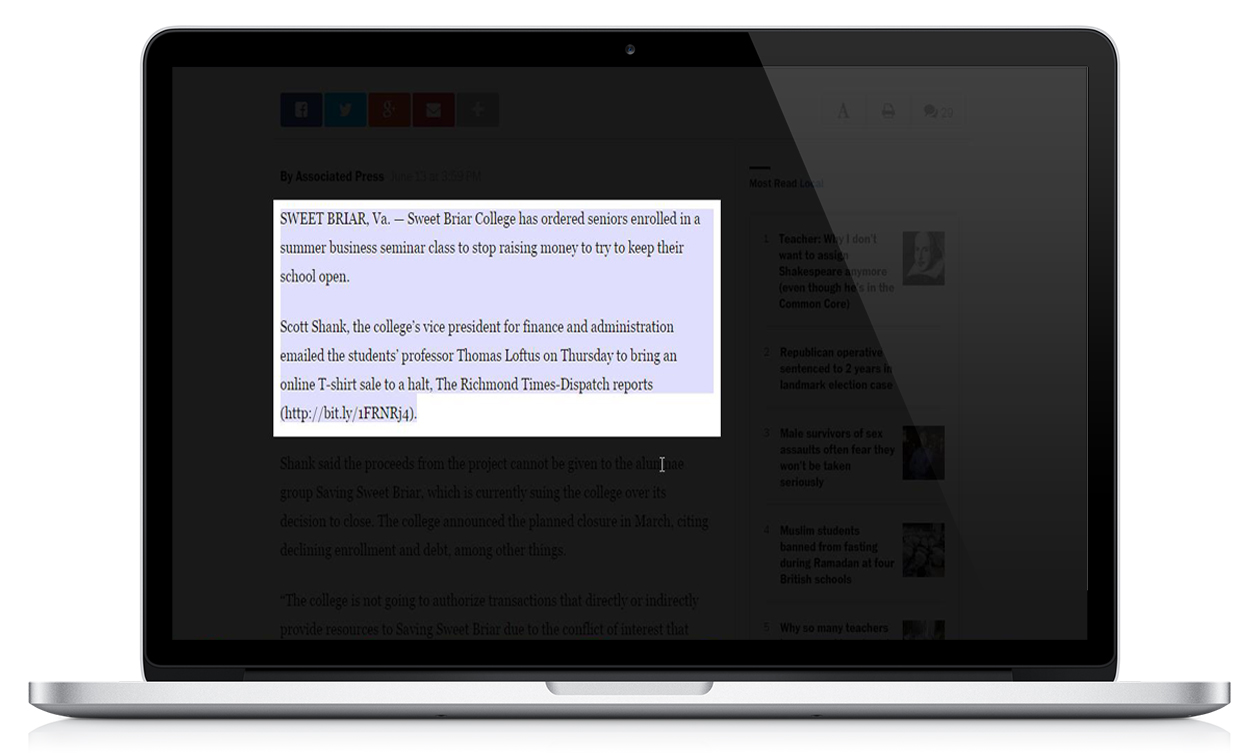 A
29
By Associated Press June 13 at 3:59 PM
SWEET BRIAR, Va. — Sweet Briar College has ordered seniors enrolled in a
summer business seminar class to stop raising money to try to keep their
school open.
Scott Shank, the college’s vice president for finance and administration
emailed the students’ professor Thomas Loftus on Thursday to bring an
online T-shirt sale to a halt, The Richmond Times-Dispatch reports
(http://bit.ly/1FRNRj4).
Shank said the proceeds from the project cannot be given to the alumnae
group Saving Sweet Briar, which is currently suing the college over its
decision to close. The college announced the planned closure in March, citing
declining enrollment and debt, among other things.
“The college is not going to authorize transactions that directly or indirectly
provide resources to Saving Sweet Briar due to the conflict of interest that
Most Read Local
1 Teacher: Why I don’t
want to assign
Shakespeare anymore
(even though he’s in the
Common Core)
2 Republican operative
sentenced to 2 years in
landmark election case
3 Male survivors of sex
assaults often fear they
won’t be taken
seriously
4 Muslim students
banned from fasting
during Ramadan at four
British schools
5 Why so many teachers